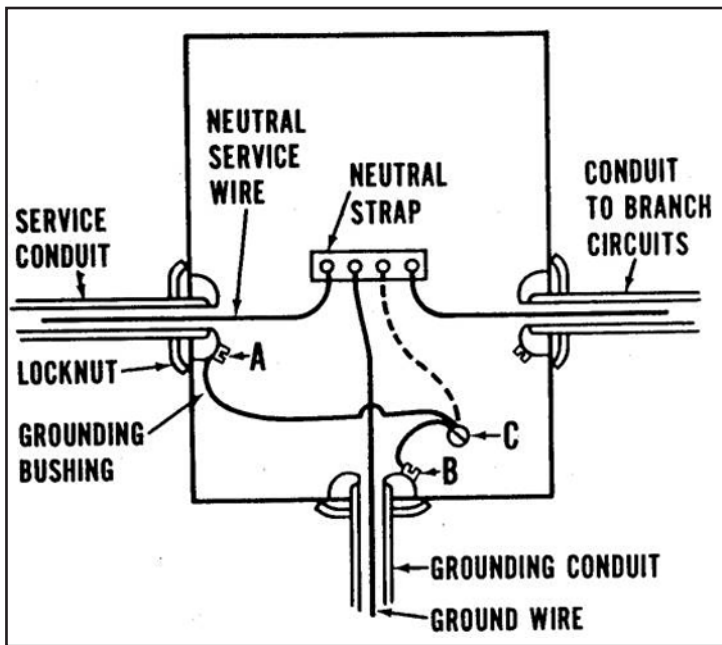 NEUTRAL
SERVICE
WIRE
NEUTRAL
STRAP
CONDUIT
TO BRANCH
CIRCUITS
SERVICE
CONDUIT
LOCKNUT
A
GROUNDING
BUSHING
C
B
GROUNDING CONDUIT
GROUND WIRE